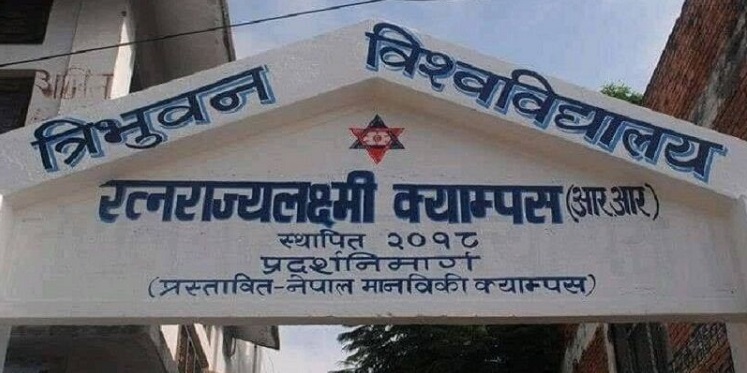 त्रिभुवन विश्वविद्यालय
रत्नराज्यलक्ष्मी क्याम्पस (आर.आर)
स्थापित २०१८
प्रदर्शनिमार्ग
(प्रस्तावित-नेपाल मानविकी क्याम्पस)